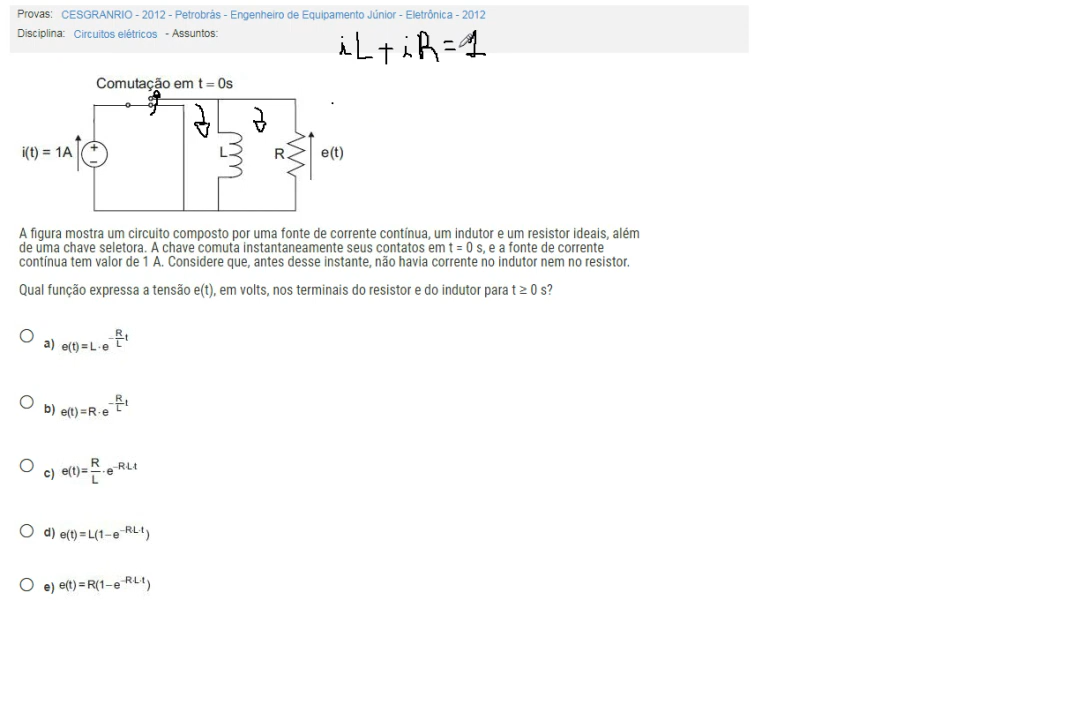 Provas: CESGRANRIO - 2012 - Petrobrás - Engenheiro de Equipamento Júnior - Eletrônica - 2012
Disciplina: Circuitos elétricos - Assuntos:
iL+iR=1
Comutação em t = 0s
i(t) = 1A
+
−
L
R
e(t)
A figura mostra um circuito composto por uma fonte de corrente contínua, um indutor e um resistor ideais, além
de uma chave seletora. A chave comuta instantaneamente seus contatos em t = 0 s, e a fonte de corrente
contínua tem valor de 1 A. Considere que, antes desse instante, não havia corrente no indutor nem no resistor.
Qual função expressa a tensão e(t), em volts, nos terminais do resistor e do indutor para t ≥ 0 s?
a) e(t)=L·e^(-R/L t)
b) e(t)=R·e^(-R/L t)
c) e(t)=R/L·e^(-R·L·t)
d) e(t)=L(1−e^(-R·L·t))
e) e(t)=R(1−e^(-R·L·t))